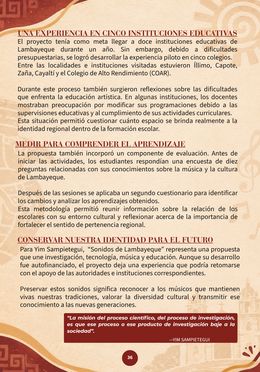 UNA EXPERIENCIA EN CINCO INSTITUCIONES EDUCATIVAS
El proyecto tenía como meta llegar a doce instituciones educativas de
Lambayeque durante un año. Sin embargo, debido a dificultades
presupuestarias, se logró desarrollar la experiencia piloto en cinco colegios.
Entre las localidades e instituciones visitadas estuvieron Íllimo, Capote,
Zaña, Cayaltí y el Colegio de Alto Rendimiento (COAR).
Durante este proceso también surgieron reflexiones sobre las dificultades
que enfrenta la educación artística. En algunas instituciones, los docentes
mostraban preocupación por modificar sus programaciones debido a las
supervisiones educativas y al cumplimiento de sus actividades curriculares.
Esta situación permitió cuestionar cuánto espacio se brinda realmente a la
identidad regional dentro de la formación escolar.
MEDIR PARA COMPRENDER EL APRENDIZAJE
La propuesta también incorporó un componente de evaluación. Antes de
iniciar las actividades, los estudiantes respondían una encuesta de diez
preguntas relacionadas con sus conocimientos sobre la música y la cultura
de Lambayeque.
Después de las sesiones se aplicaba un segundo cuestionario para identificar
los cambios y analizar los aprendizajes obtenidos.
Esta metodología permitió reunir información sobre la relación de los
escolares con su entorno cultural y reflexionar acerca de la importancia de
fortalecer el sentido de pertenencia regional.
CONSERVAR NUESTRA IDENTIDAD PARA EL FUTURO
Para Yim Sampietegui, “Sonidos de Lambayeque” representa una propuesta
que une investigación, tecnología, música y educación. Aunque su desarrollo
fue autofinanciado, el proyecto deja una experiencia que podría retomarse
con el apoyo de las autoridades e instituciones correspondientes.
Preservar estos sonidos significa reconocer a los músicos que mantienen
vivas nuestras tradiciones, valorar la diversidad cultural y transmitir ese
conocimiento a las nuevas generaciones.
"La misión del proceso científico, del proceso de investigación,
es que ese proceso o ese producto de investigación baje a la
sociedad".
—YIM SAMPIETEGUI
36